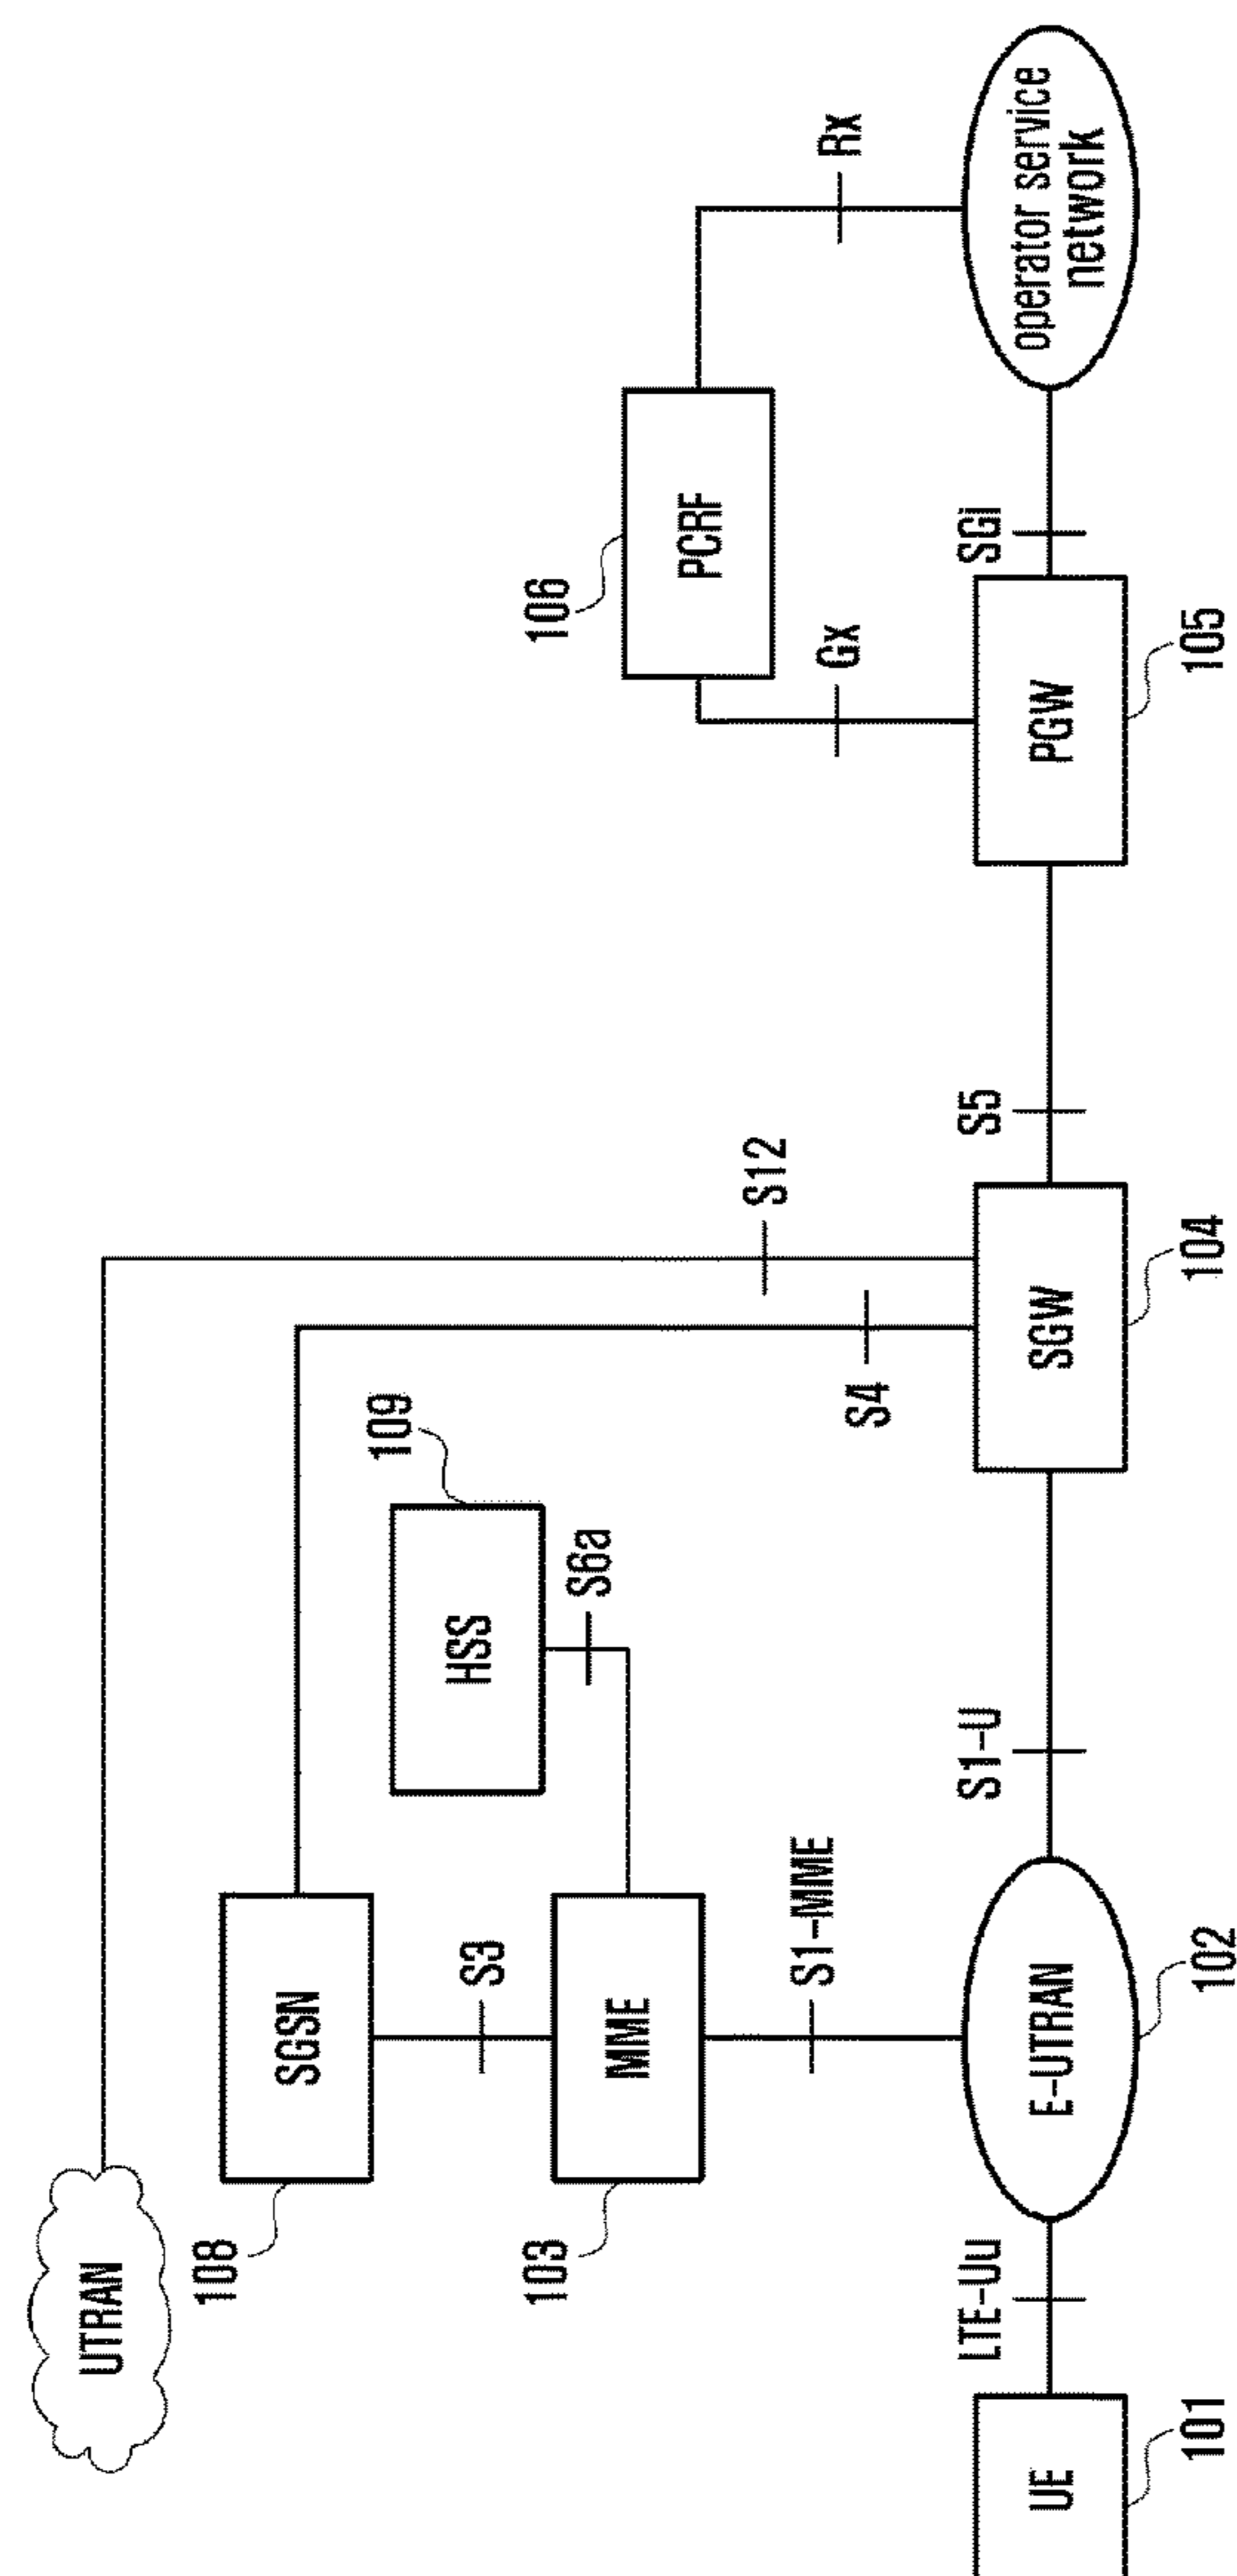 UTRAN
108
SGSN
S3
109
HSS
S6a
103
MME
S1-MME
S12
S4
106
PCRF
Gx
Rx
UE
101
LTE-Uu
E-UTRAN
102
S1-U
SGW
104
S5
PGW
105
SGi
operator service
network